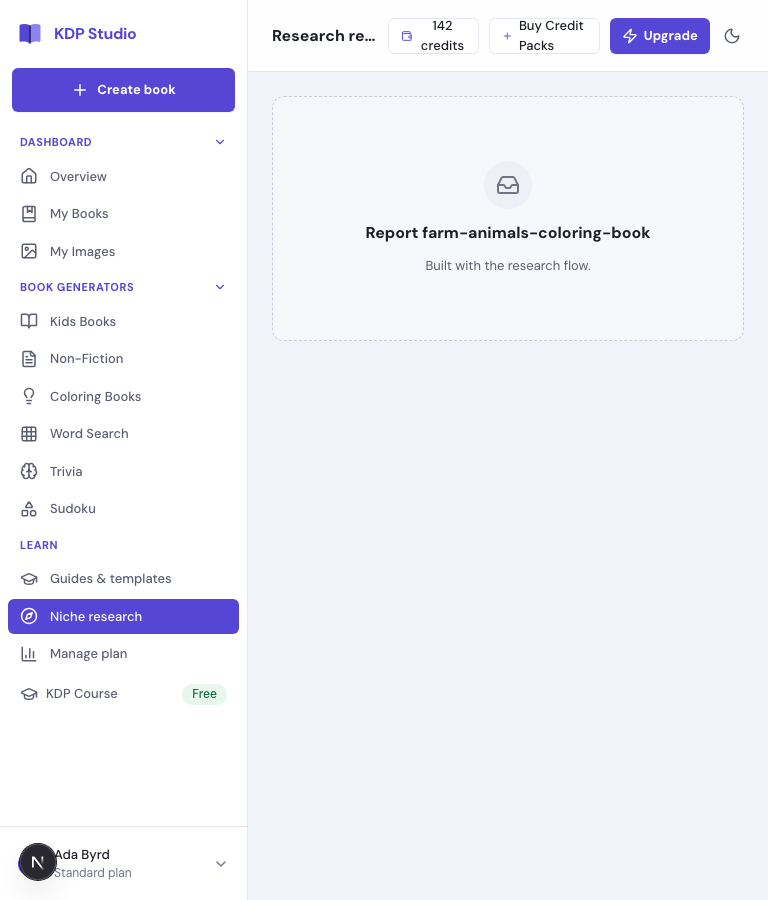 KDP Studio
Create book
DASHBOARD
Overview
My Books
My Images
BOOK GENERATORS
Kids Books
Non-Fiction
Coloring Books
Word Search
Trivia
Sudoku
LEARN
Guides & templates
Niche research
Manage plan
KDP Course
Free
N
Ada Byrd
Standard plan
Research re...
142
credits
Buy Credit
Packs
Upgrade
Report farm-animals-coloring-book
Built with the research flow.